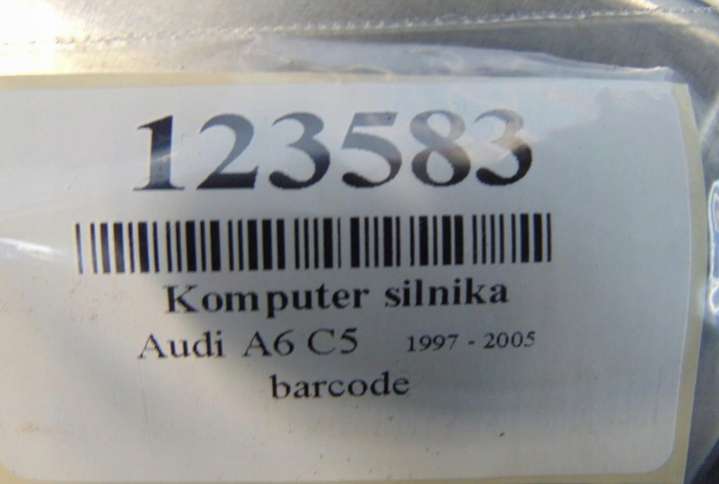 123583
Komputer silnika
Audi A6 C5 1997 - 2005
barcode